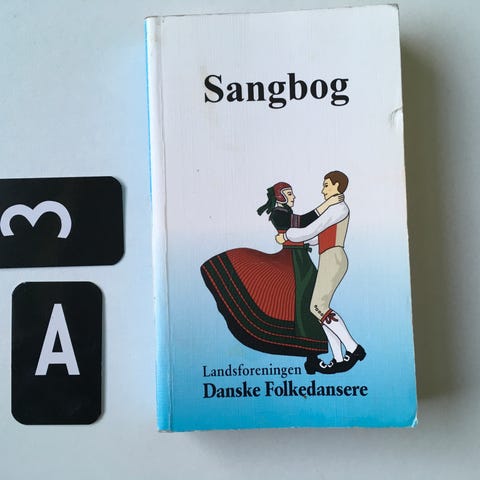 Sangbog
3
A
Landsforeningen
Danske Folkedansere